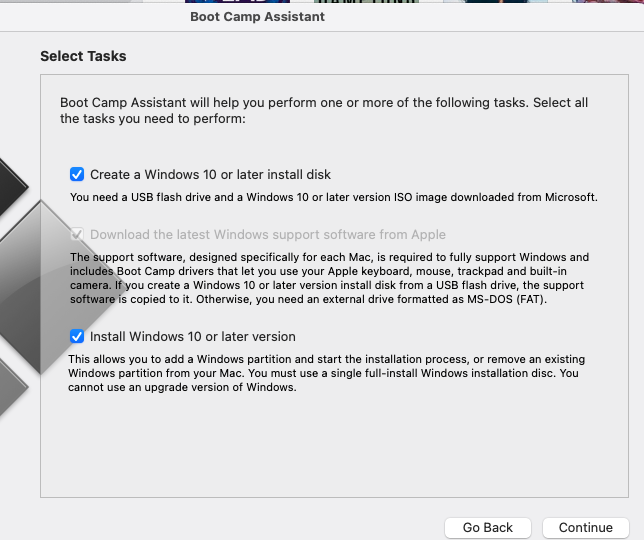 Boot Camp Assistant
Select Tasks
Boot Camp Assistant will help you perform one or more of the following tasks. Select all
the tasks you need to perform:
Create a Windows 10 or later install disk
You need a USB flash drive and a Windows 10 or later version ISO image downloaded from Microsoft.
Download the latest Windows support software from Apple
The support software, designed specifically for each Mac, is required to fully support Windows and
includes Boot Camp drivers that let you use your Apple keyboard, mouse, trackpad and built-in
camera. If you create a Windows 10 or later version install disk from a USB flash drive, the support
software is copied to it. Otherwise, you need an external drive formatted as MS-DOS (FAT).
Install Windows 10 or later version
This allows you to add a Windows partition and start the installation process, or remove an existing
Windows partition from your Mac. You must use a single full-install Windows installation disc. You
cannot use an upgrade version of Windows.
Go Back
Continue